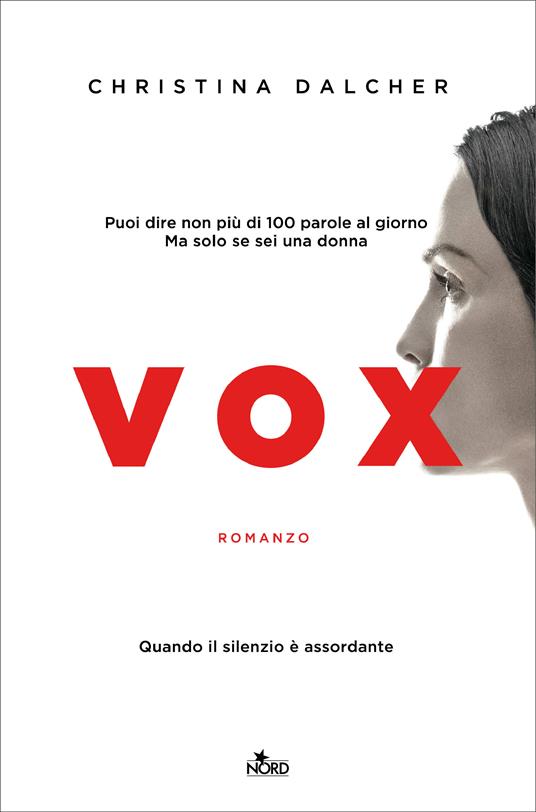 CHRISTINA DALCHER
Puoi dire non più di 100 parole al giorno
Ma solo se sei una donna
VOX
ROMANZO
Quando il silenzio è assordante
NORD